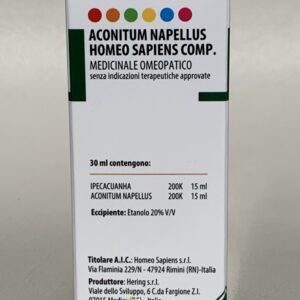 ACONITUM NAPELLUS
HOMEO SAPIENS COMP.
MEDICINALE OMEOPATICO
senza indicazioni terapeutiche approvate
30 ml contengono:
IPECACUANHA 200K 15 ml
ACONITUM NAPELLUS 200K 15 ml
Eccipiente: Etanolo 20% V/V
Titolare A.I.C.: Homeo Sapiens s.r.l.
Via Flaminia 229/N - 47924 Rimini (RN)-Italia
Produttore: Hering s.r.l.
Viale dello Sviluppo, 6 C.da Fargione Z.I.
97015